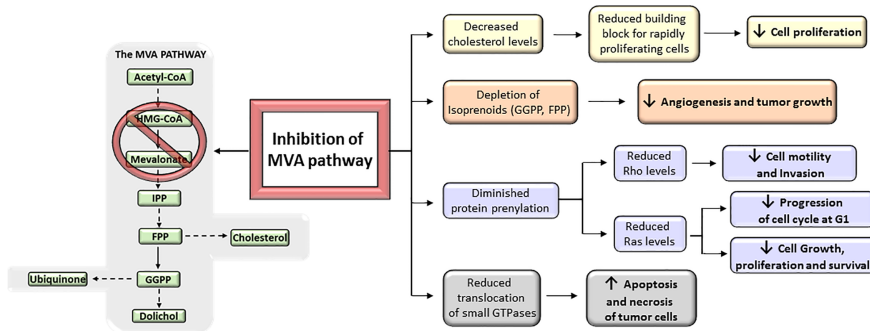 The MVA PATHWAY
Acetyl-CoA
HMG-CoA
Mevalonate
IPP
FPP
Cholesterol
Ubiquinone
GGPP
Dolichol
Inhibition of
MVA pathway
Decreased
cholesterol levels
Reduced building
block for rapidly
proliferating cells
↓ Cell proliferation
Depletion of
Isoprenoids (GGPP, FPP)
↓ Angiogenesis and tumor growth
Diminished
protein prenylation
Reduced
Rho levels
↓ Cell motility
and Invasion
Reduced
Ras levels
↓ Progression
of cell cycle at G1
↓ Cell Growth,
proliferation and survival
Reduced
translocation
of small GTPases
↑ Apoptosis
and necrosis
of tumor cells